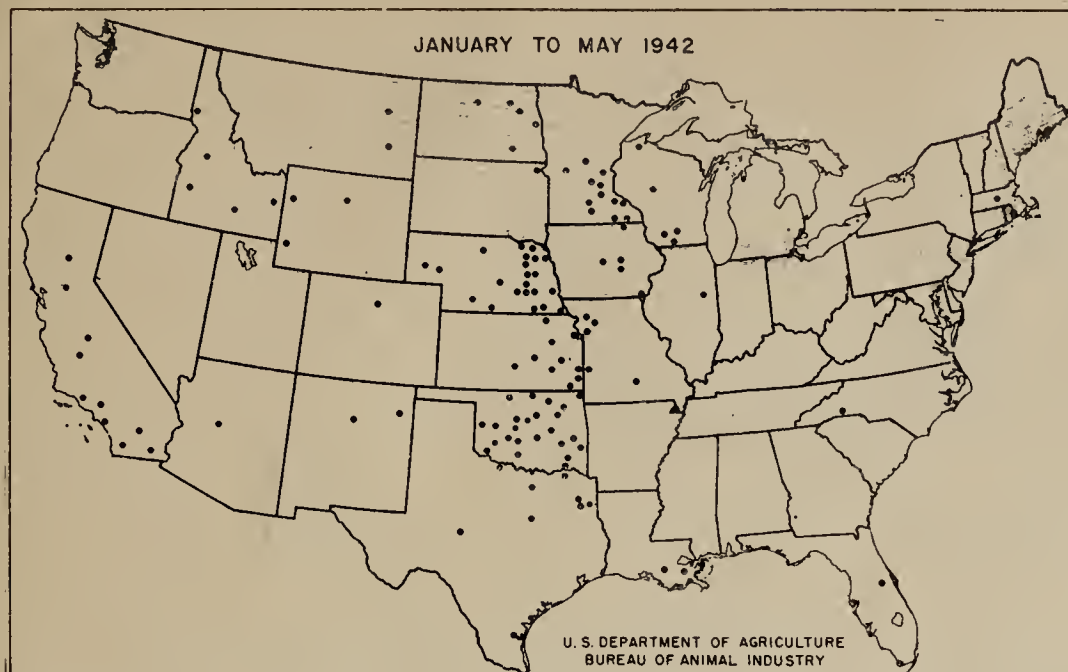 JANUARY TO MAY 1942
U. S. DEPARTMENT OF AGRICULTURE
BUREAU OF ANIMAL INDUSTRY